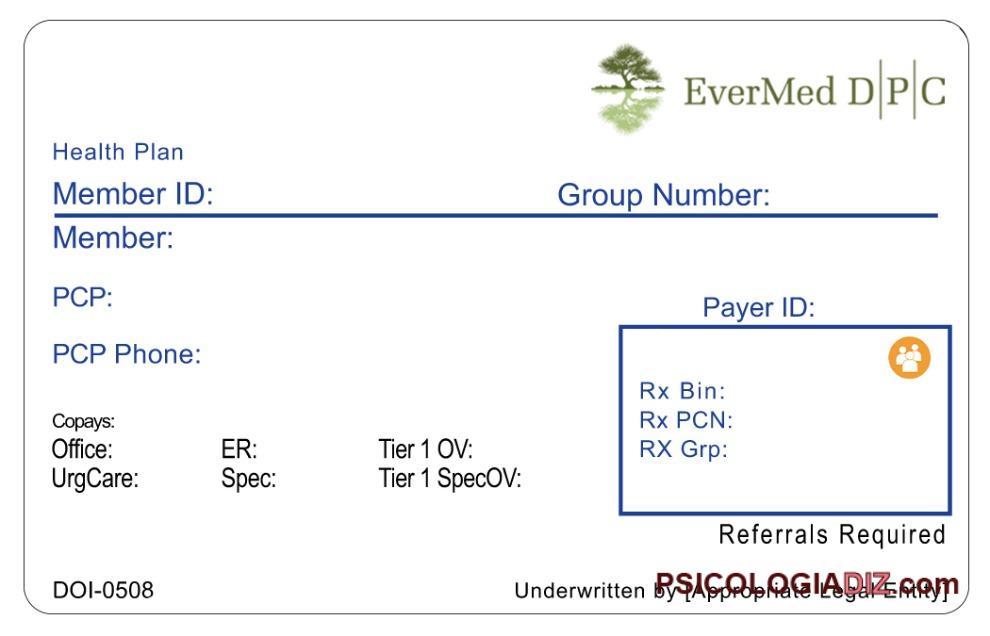 EverMed D|P|C
Health Plan
Member ID: Group Number:
Member:
PCP:
Payer ID:
PCP Phone:
Rx Bin:
Rx PCN:
RX Grp:
Copays:
Office: ER: Tier 1 OV:
UrgCare: Spec: Tier 1 SpecOV:
Referrals Required
DOI-0508 Underwritten by [Appropriate Legal Entity]
PSICOLOGIADIZ.com